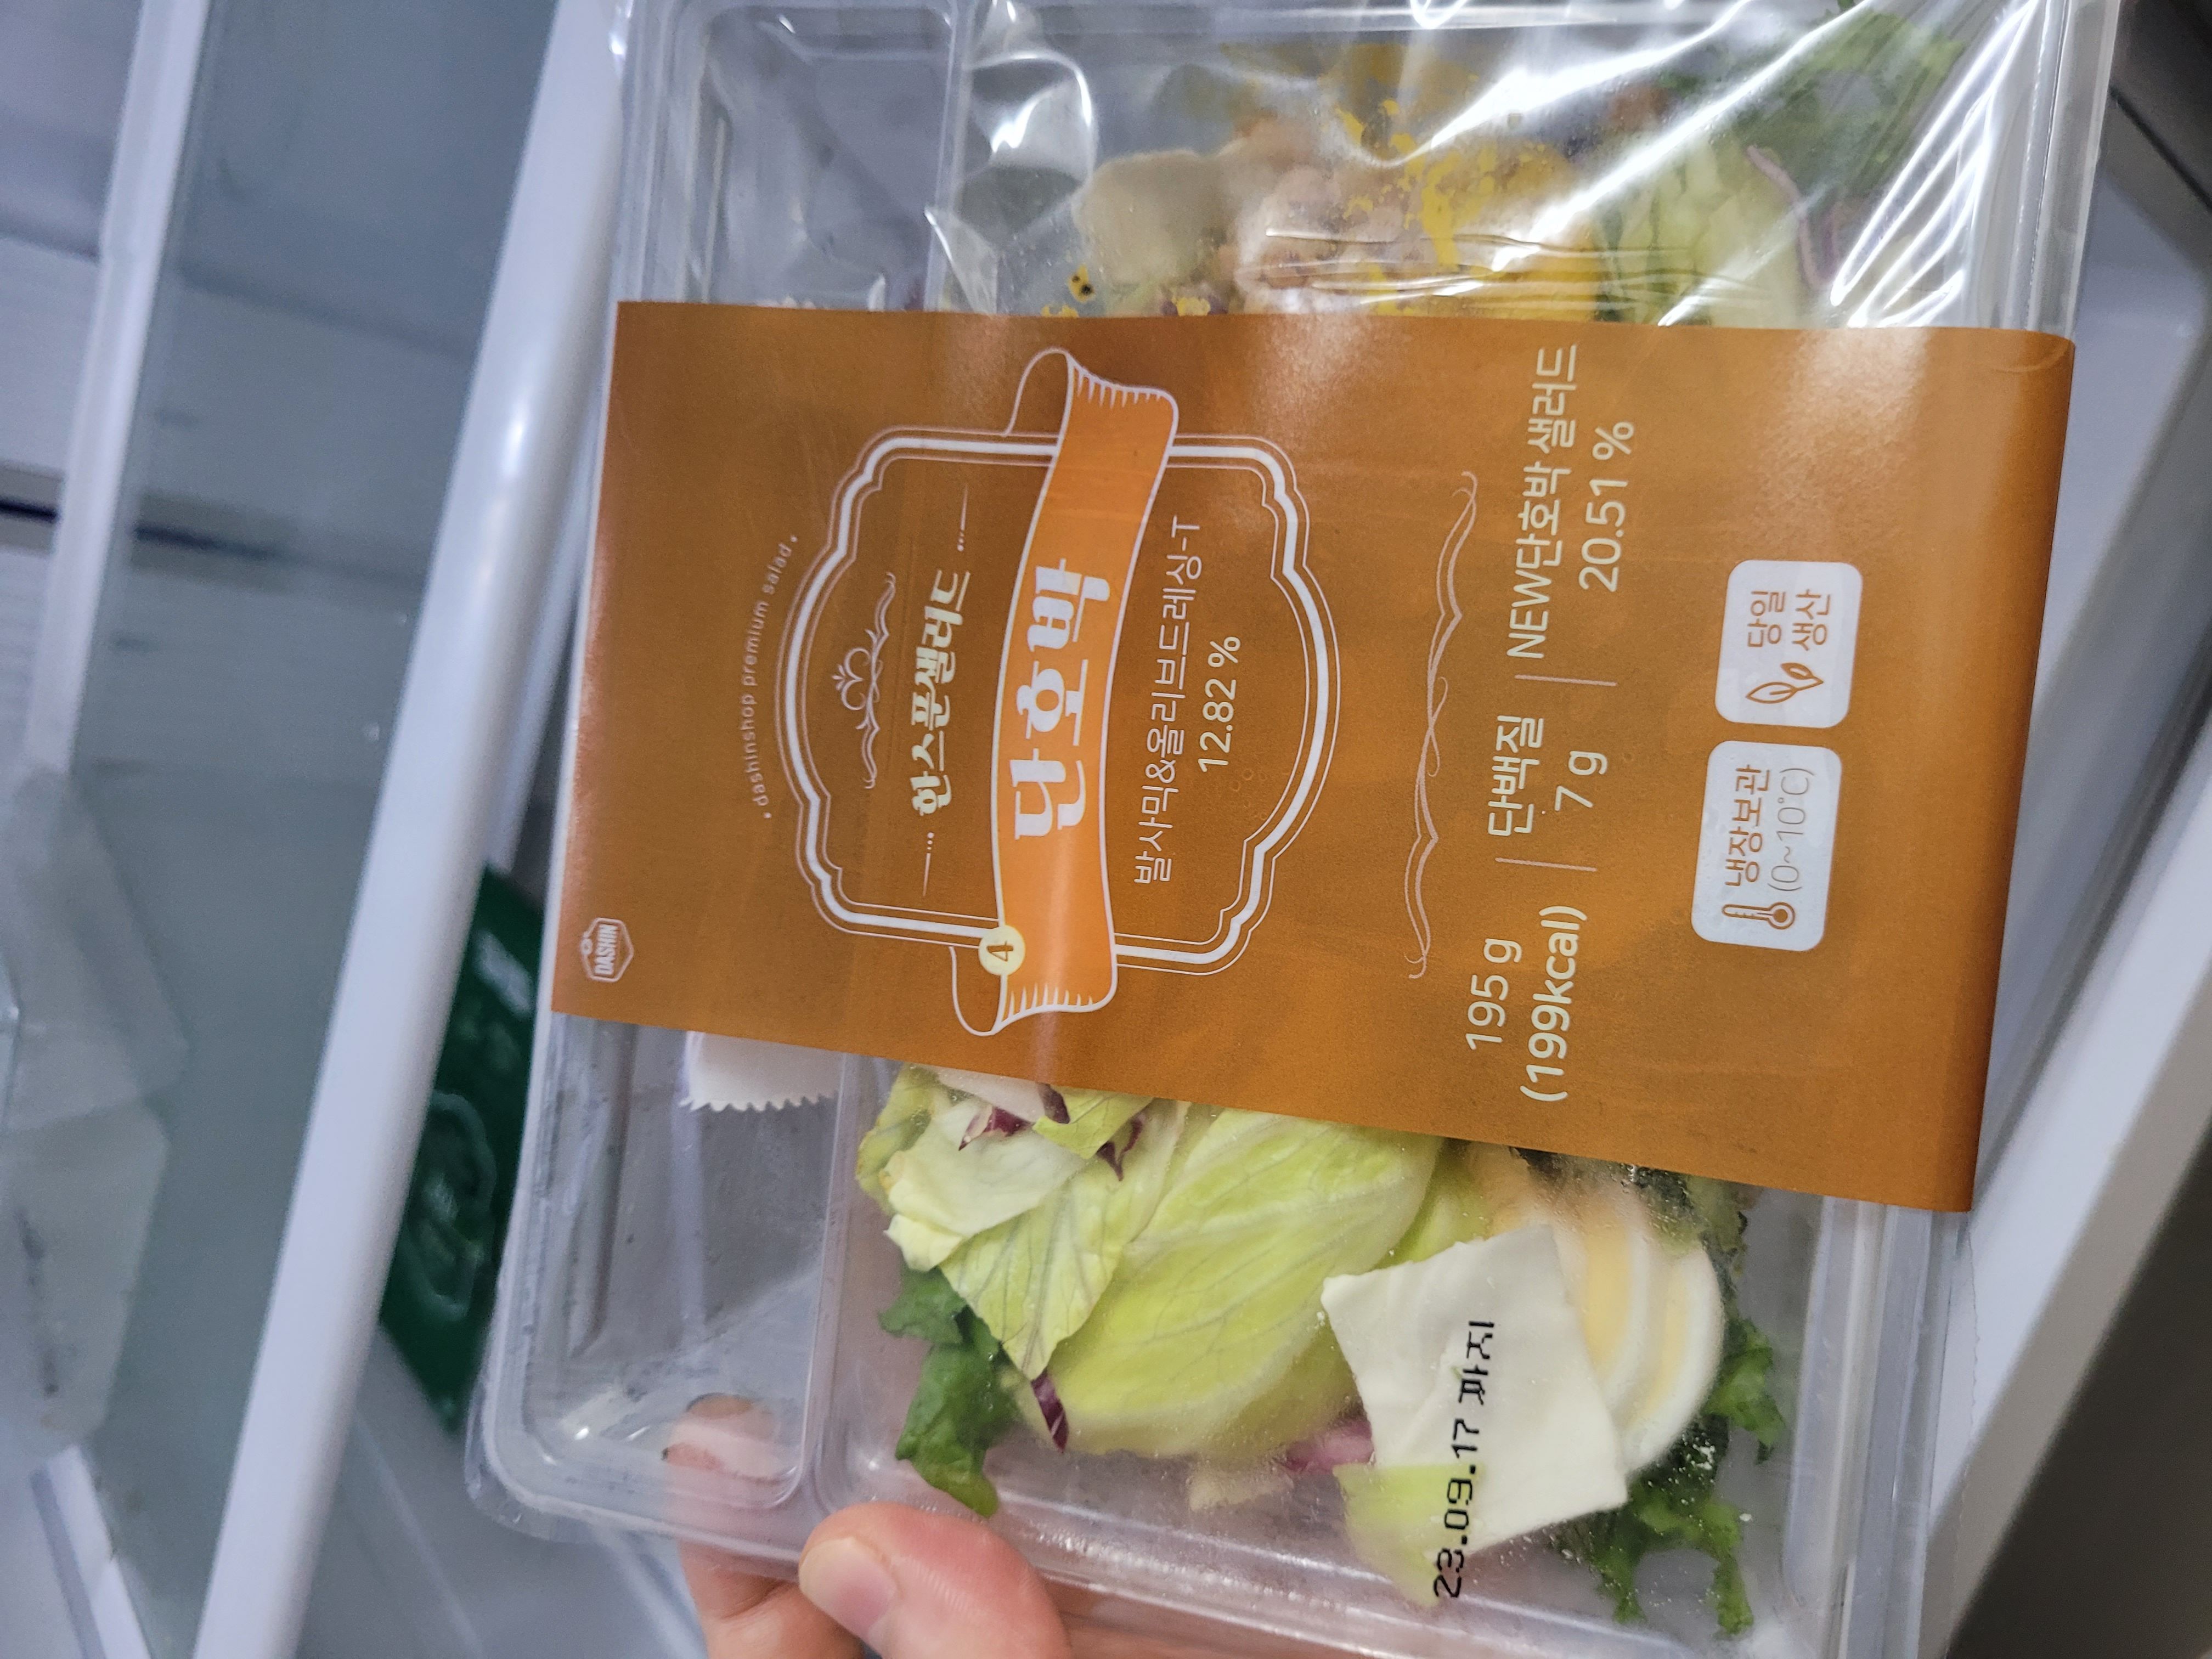 DASHIN
. dashinshop premium salad .
한스푼샐러드
4
단호박
발사믹&올리브드레싱-T
12.82 %
195 g
(199kcal)
단백질
7 g
NEW단호박 샐러드
20.51 %
냉장보관
(0~10℃)
당일
생산
23.09.17 까지